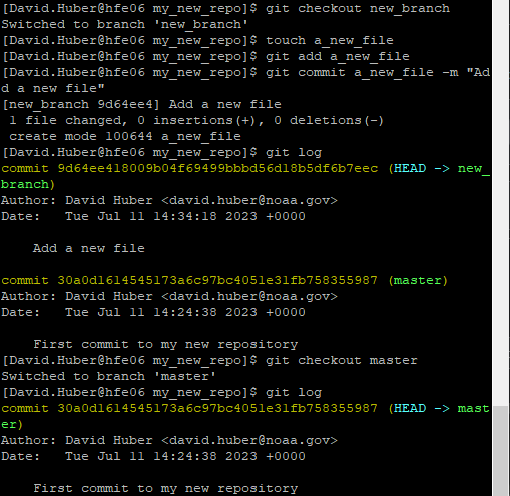 [David.Huber@hfe06 my_new_repo]$ git checkout new_branch
Switched to branch 'new_branch'
[David.Huber@hfe06 my_new_repo]$ touch a_new_file
[David.Huber@hfe06 my_new_repo]$ git add a_new_file
[David.Huber@hfe06 my_new_repo]$ git commit a_new_file -m "Ad
d a new file"
[new_branch 9d64ee4] Add a new file
 1 file changed, 0 insertions(+), 0 deletions(-)
 create mode 100644 a_new_file
[David.Huber@hfe06 my_new_repo]$ git log
commit 9d64ee418009b04f69499bbbd56d18b5df6b7eec (HEAD -> new_
branch)
Author: David Huber <david.huber@noaa.gov>
Date:   Tue Jul 11 14:34:18 2023 +0000

    Add a new file

commit 30a0d1614545173a6c97bc4051e31fb758355987 (master)
Author: David Huber <david.huber@noaa.gov>
Date:   Tue Jul 11 14:24:38 2023 +0000

    First commit to my new repository
[David.Huber@hfe06 my_new_repo]$ git checkout master
Switched to branch 'master'
[David.Huber@hfe06 my_new_repo]$ git log
commit 30a0d1614545173a6c97bc4051e31fb758355987 (HEAD -> mast
er)
Author: David Huber <david.huber@noaa.gov>
Date:   Tue Jul 11 14:24:38 2023 +0000

    First commit to my new repository